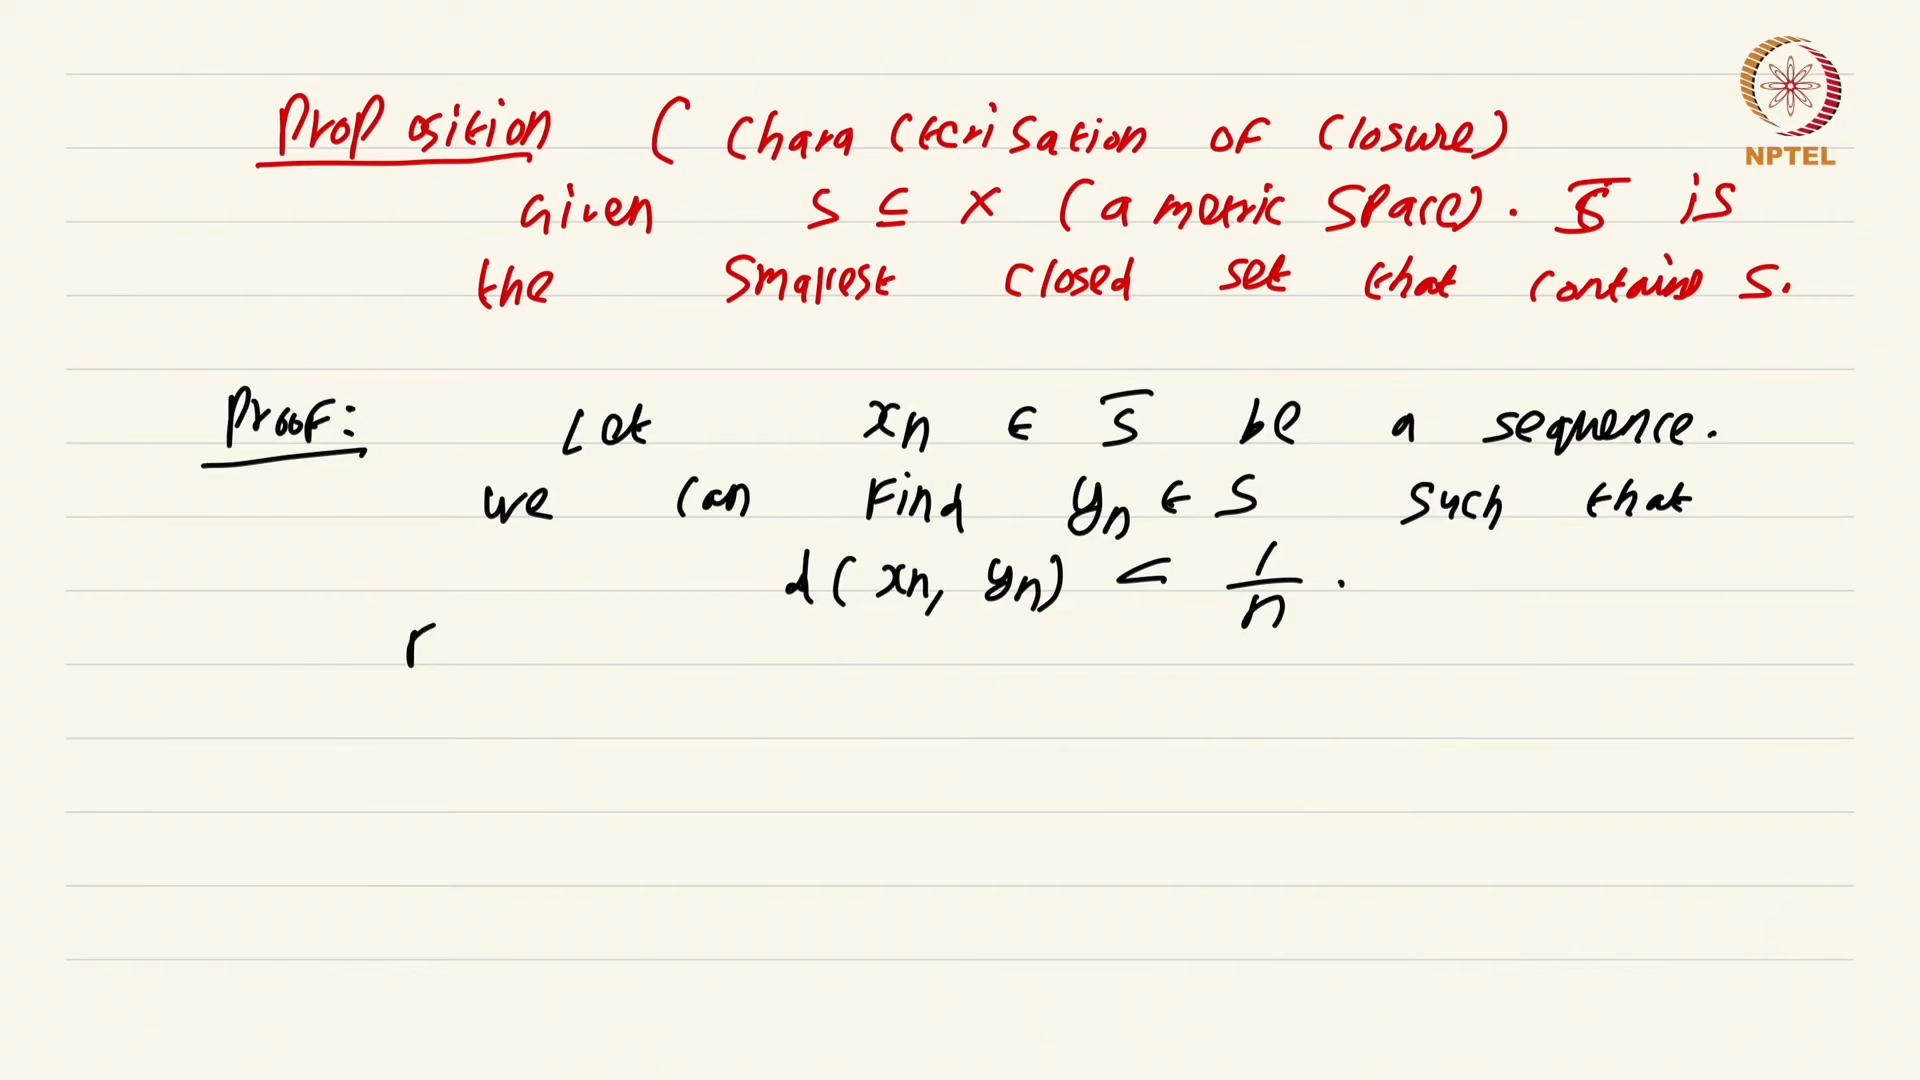 NPTEL
Proposition (Characterisation of closure)
Given S ⊆ X (a metric space). S̅ is
the smallest closed set that contains S.
Proof: Let xn ∈ S̅ be a sequence.
we can find yn ∈ S such that
d(xn, yn) < 1/n.
r